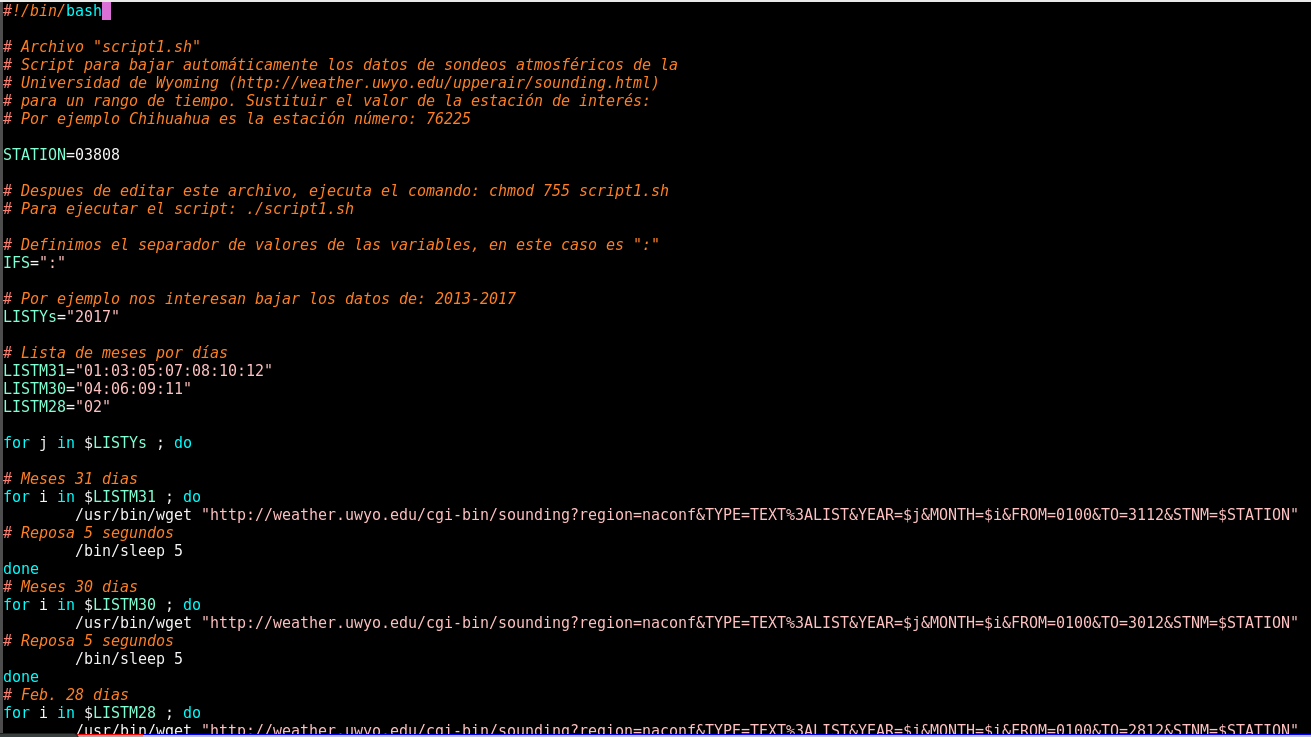 #!/bin/bash
# Archivo "script1.sh"
# Script para bajar automáticamente los datos de sondeos atmosféricos de la
# Universidad de Wyoming (http://weather.uwyo.edu/upperair/sounding.html)
# para un rango de tiempo. Sustituir el valor de la estación de interés:
# Por ejemplo Chihuahua es la estación número: 76225
STATION=03808
# Despues de editar este archivo, ejecuta el comando: chmod 755 script1.sh
# Para ejecutar el script: ./script1.sh
# Definimos el separador de valores de las variables, en este caso es ":"
IFS=":"
# Por ejemplo nos interesan bajar los datos de: 2013-2017
LISTYs="2017"
# Lista de meses por días
LISTM31="01:03:05:07:08:10:12"
LISTM30="04:06:09:11"
LISTM28="02"
for j in $LISTYs ; do
# Meses 31 dias
for i in $LISTM31 ; do
/usr/bin/wget "http://weather.uwyo.edu/cgi-bin/sounding?region=naconf&TYPE=TEXT%3ALIST&YEAR=$j&MONTH=$i&FROM=0100&TO=3112&STNM=$STATION"
# Reposa 5 segundos
/bin/sleep 5
done
# Meses 30 dias
for i in $LISTM30 ; do
/usr/bin/wget "http://weather.uwyo.edu/cgi-bin/sounding?region=naconf&TYPE=TEXT%3ALIST&YEAR=$j&MONTH=$i&FROM=0100&TO=3012&STNM=$STATION"
# Reposa 5 segundos
/bin/sleep 5
done
# Feb. 28 dias
for i in $LISTM28 ; do
/usr/bin/wget "http://weather.uwyo.edu/cgi-bin/sounding?region=naconf&TYPE=TEXT%3ALIST&YEAR=$j&MONTH=$i&FROM=0100&TO=2812&STNM=$STATION"